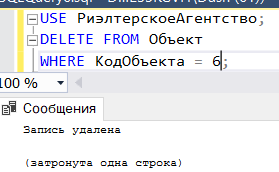 USE РиэлтерскоеАгентство;
DELETE FROM Объект
WHERE КодОбъекта = 6;
100 %
Сообщения
Запись удалена
(затронута одна строка)